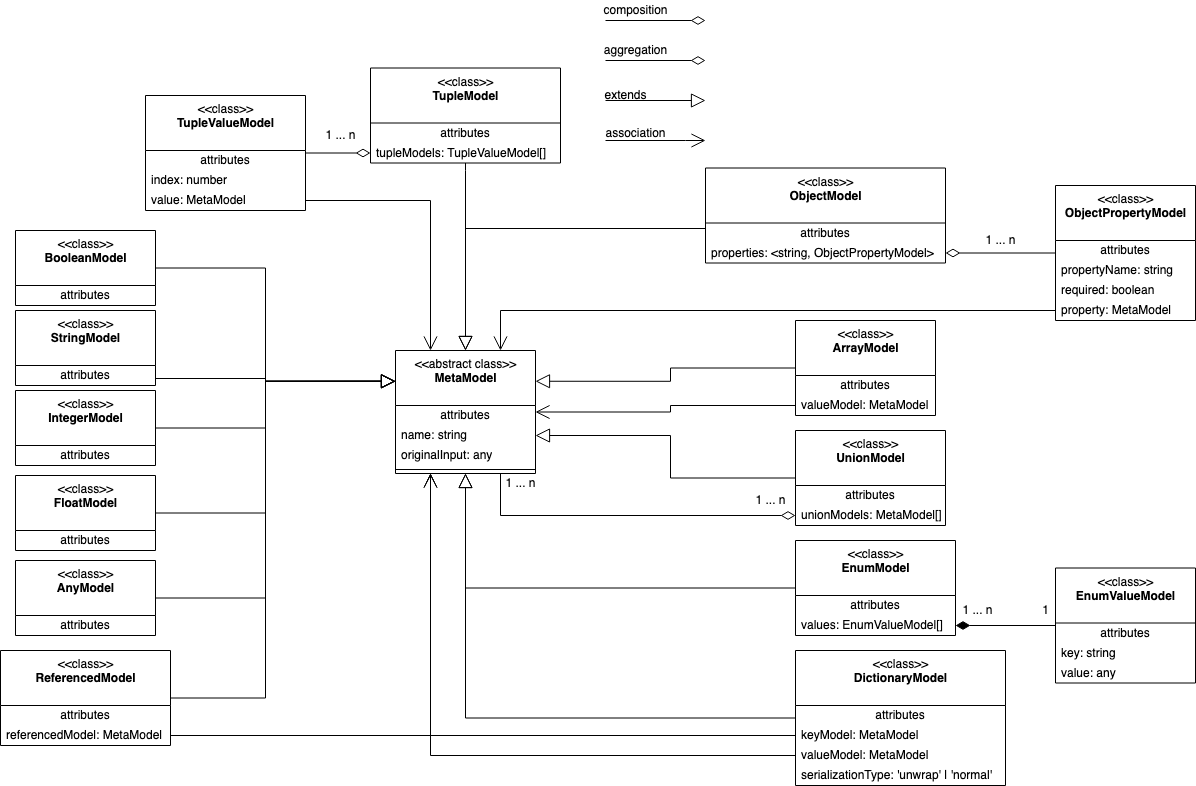 composition
aggregation
extends
association
<<class>>
TupleModel
attributes
tupleModels: TupleValueModel[]
<<class>>
TupleValueModel
attributes
index: number
value: MetaModel
1 ... n
<<class>>
ObjectModel
attributes
properties: <string, ObjectPropertyModel>
1 ... n
<<class>>
ObjectPropertyModel
attributes
propertyName: string
required: boolean
property: MetaModel
<<class>>
BooleanModel
attributes
<<class>>
StringModel
attributes
<<class>>
IntegerModel
attributes
<<class>>
FloatModel
attributes
<<class>>
AnyModel
attributes
<<class>>
ReferencedModel
attributes
referencedModel: MetaModel
<<abstract class>>
MetaModel
attributes
name: string
originalInput: any
1 ... n
<<class>>
ArrayModel
attributes
valueModel: MetaModel
<<class>>
UnionModel
attributes
unionModels: MetaModel[]
1 ... n
<<class>>
EnumModel
attributes
values: EnumValueModel[]
1 ... n
1
<<class>>
EnumValueModel
attributes
key: string
value: any
<<class>>
DictionaryModel
attributes
keyModel: MetaModel
valueModel: MetaModel
serializationType: 'unwrap' | 'normal'